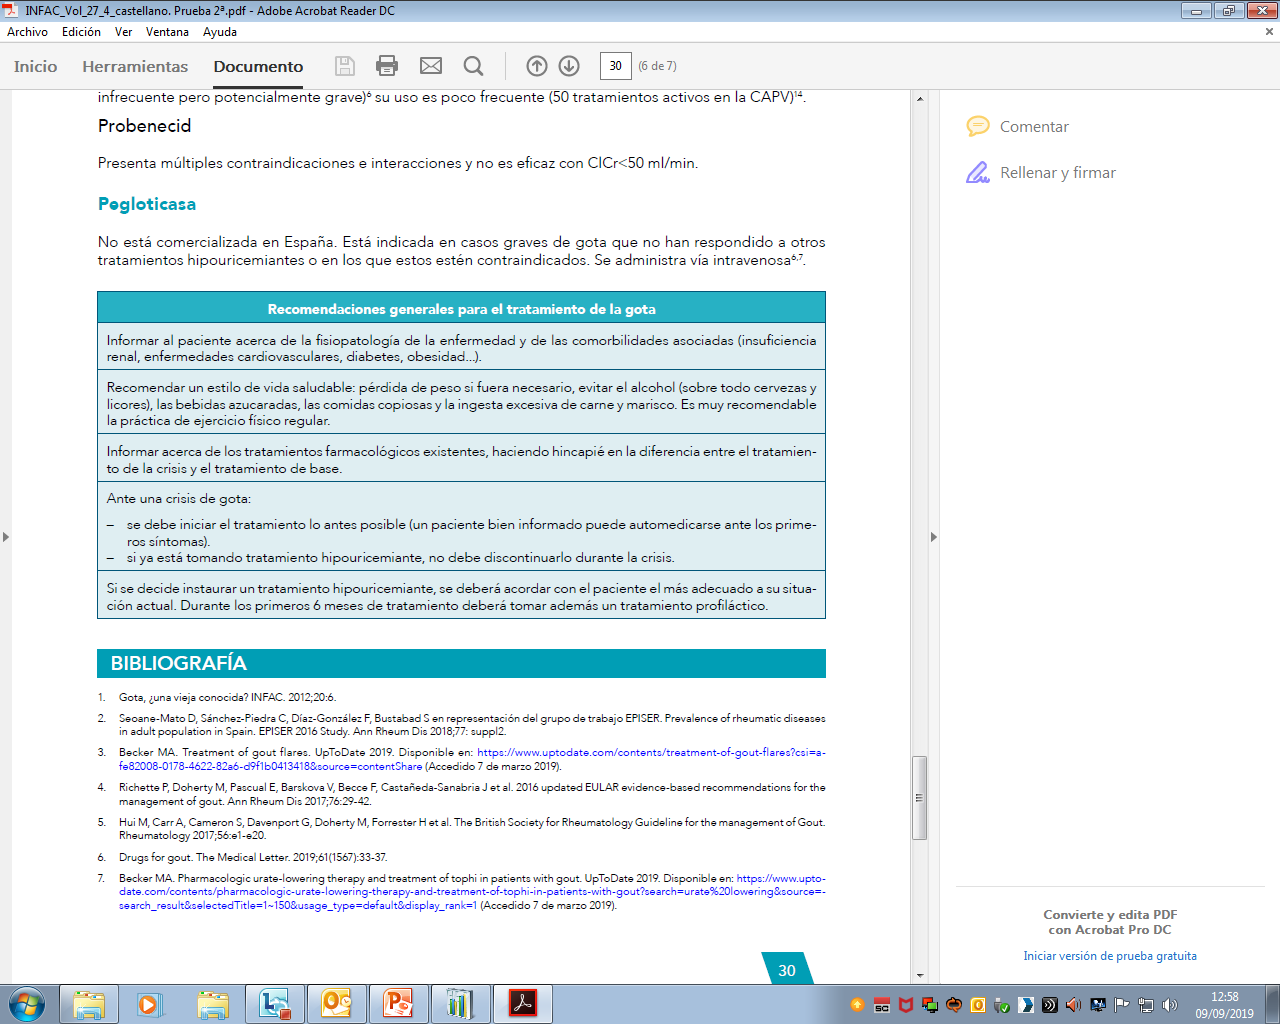 INFAC_Vol_27_4_castellano. Prueba 2ª.pdf - Adobe Acrobat Reader DC
Archivo Edición Ver Ventana Ayuda
Inicio Herramientas Documento 30 (6 de 7)
infrecuente pero potencialmente grave)⁶ su uso es poco frecuente (50 tratamientos activos en la CAPV)¹⁴.
Probenecid
Presenta múltiples contraindicaciones e interacciones y no es eficaz con ClCr<50 ml/min.
Pegloticasa
No está comercializada en España. Está indicada en casos graves de gota que no han respondido a otros
tratamientos hipouricemiantes o en los que estos estén contraindicados. Se administra vía intravenosa⁶,⁷.
Recomendaciones generales para el tratamiento de la gota
Informar al paciente acerca de la fisiopatología de la enfermedad y de las comorbilidades asociadas (insuficiencia
renal, enfermedades cardiovasculares, diabetes, obesidad...).
Recomendar un estilo de vida saludable: pérdida de peso si fuera necesario, evitar el alcohol (sobre todo cervezas y
licores), las bebidas azucaradas, las comidas copiosas y la ingesta excesiva de carne y marisco. Es muy recomendable
la práctica de ejercicio físico regular.
Informar acerca de los tratamientos farmacológicos existentes, haciendo hincapié en la diferencia entre el tratamien-
to de la crisis y el tratamiento de base.
Ante una crisis de gota:
– se debe iniciar el tratamiento lo antes posible (un paciente bien informado puede automedicarse ante los prime-
ros síntomas).
– si ya está tomando tratamiento hipouricemiante, no debe discontinuarlo durante la crisis.
Si se decide instaurar un tratamiento hipouricemiante, se deberá acordar con el paciente el más adecuado a su situa-
ción actual. Durante los primeros 6 meses de tratamiento deberá tomar además un tratamiento profiláctico.
BIBLIOGRAFÍA
1. Gota, ¿una vieja conocida? INFAC. 2012;20:6.
2. Seoane-Mato D, Sánchez-Piedra C, Díaz-González F, Bustabad S en representación del grupo de trabajo EPISER. Prevalence of rheumatic diseases
in adult population in Spain. EPISER 2016 Study. Ann Rheum Dis 2018;77: suppl2.
3. Becker MA. Treatment of gout flares. UpToDate 2019. Disponible en: https://www.uptodate.com/contents/treatment-of-gout-flares?csi=a-
fe82008-0178-4622-82a6-d9f1b0413418&source=contentShare (Accedido 7 de marzo 2019).
4. Richette P, Doherty M, Pascual E, Barskova V, Becce F, Castañeda-Sanabria J et al. 2016 updated EULAR evidence-based recommendations for the
management of gout. Ann Rheum Dis 2017;76:29-42.
5. Hui M, Carr A, Cameron S, Davenport G, Doherty M, Forrester H et al. The British Society for Rheumatology Guideline for the management of Gout.
Rheumatology 2017;56:e1-e20.
6. Drugs for gout. The Medical Letter. 2019;61(1567):33-37.
7. Becker MA. Pharmacologic urate-lowering therapy and treatment of tophi in patients with gout. UpToDate 2019. Disponible en: https://www.upto-
date.com/contents/pharmacologic-urate-lowering-therapy-and-treatment-of-tophi-in-patients-with-gout?search=urate%20lowering&source=-
search_result&selectedTitle=1~150&usage_type=default&display_rank=1 (Accedido 7 de marzo 2019).
30
Comentar
Rellenar y firmar
Convierte y edita PDF
con Acrobat Pro DC
Iniciar versión de prueba gratuita
12:58
09/09/2019